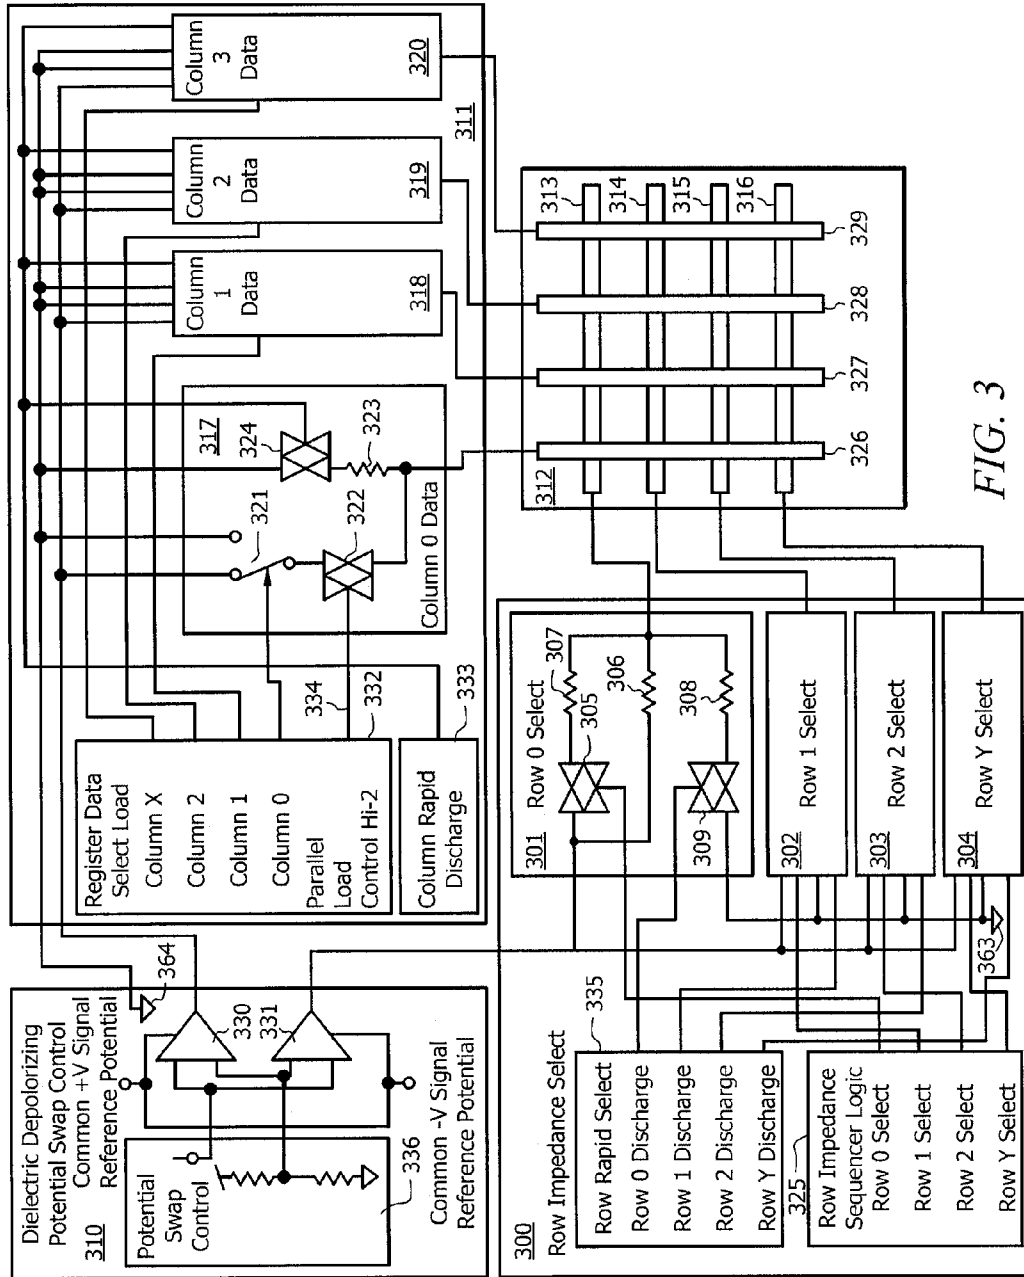 Dielectric Depolorizing
Potential Swap Control
310
Common +V Signal
Reference Potential
364
330
331
Potential
Swap
Control
336
Common -V Signal
Reference Potential
Register Data
Select Load
Column X
Column 2
Column 1
Column 0
Parallel
Load
Control Hi-2
334
332
Column Rapid
Discharge
333
317
324
323
321
322
Column 0 Data
Column
1
Data
318
Column
2
Data
319
Column
3
Data
320
311
300
Row Impedance Select
335
Row Rapid Select
Row 0 Discharge
Row 1 Discharge
Row 2 Discharge
Row Y Discharge
325
Row Impedance
Sequencer Logic
Row 0 Select
Row 1 Select
Row 2 Select
Row Y Select
301
Row 0 Select
307
305
306
308
309
302
Row 1 Select
303
Row 2 Select
304
Row Y Select
363
312
313
314
315
316
326
327
328
329
FIG. 3